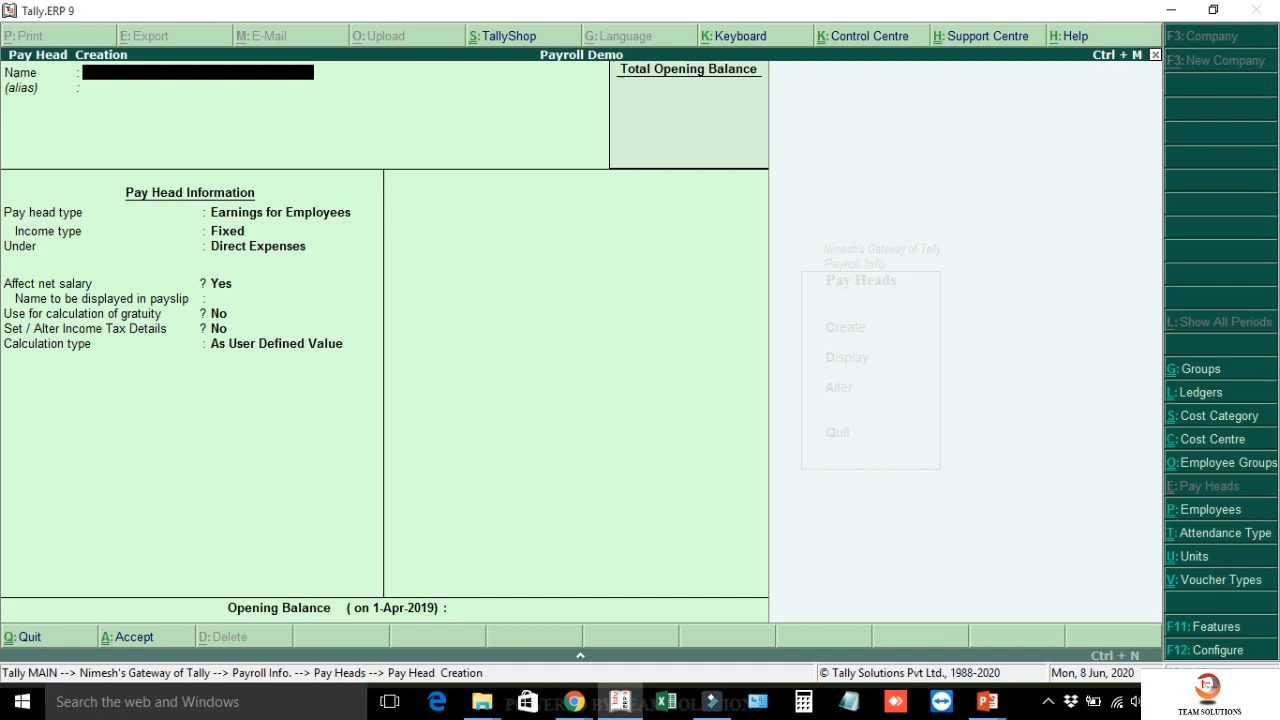 Tally.ERP 9
P: Print E: Export M: E-Mail O: Upload S: TallyShop G: Language K: Keyboard K: Control Centre H: Support Centre H: Help
Pay Head Creation Payroll Demo Ctrl + M
Name :
(alias) :
Total Opening Balance
Pay Head Information
Pay head type : Earnings for Employees
Income type : Fixed
Under : Direct Expenses
Affect net salary ? Yes
Name to be displayed in payslip :
Use for calculation of gratuity ? No
Set / Alter Income Tax Details ? No
Calculation type : As User Defined Value
Opening Balance ( on 1-Apr-2019) :
Nimesh's Gateway of Tally
Payroll Info.
Pay Heads
Create
Display
Alter
Quit
F3: Company
F3: New Company
L: Show All Periods
G: Groups
L: Ledgers
S: Cost Category
C: Cost Centre
O: Employee Groups
E: Pay Heads
P: Employees
T: Attendance Type
U: Units
V: Voucher Types
F11: Features
F12: Configure
Q: Quit A: Accept D: Delete
Ctrl + N
Tally MAIN --> Nimesh's Gateway of Tally --> Payroll Info. --> Pay Heads --> Pay Head Creation © Tally Solutions Pvt Ltd., 1988-2020 Mon, 8 Jun, 2020
Search the web and Windows
TEAM SOLUTIONS